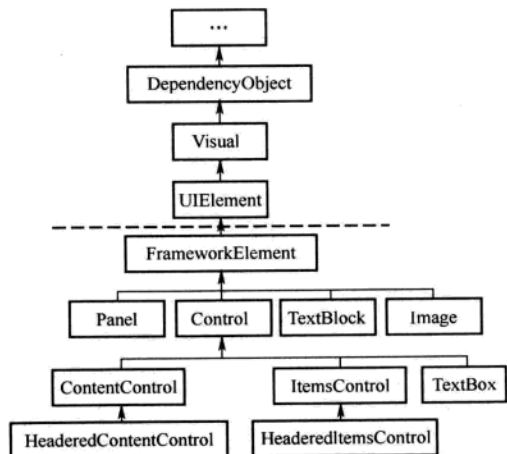 ...
DependencyObject
Visual
UIElement
FrameworkElement
Panel Control TextBlock Image
ContentControl ItemsControl TextBox
HeaderedContentControl HeaderedItemsControl